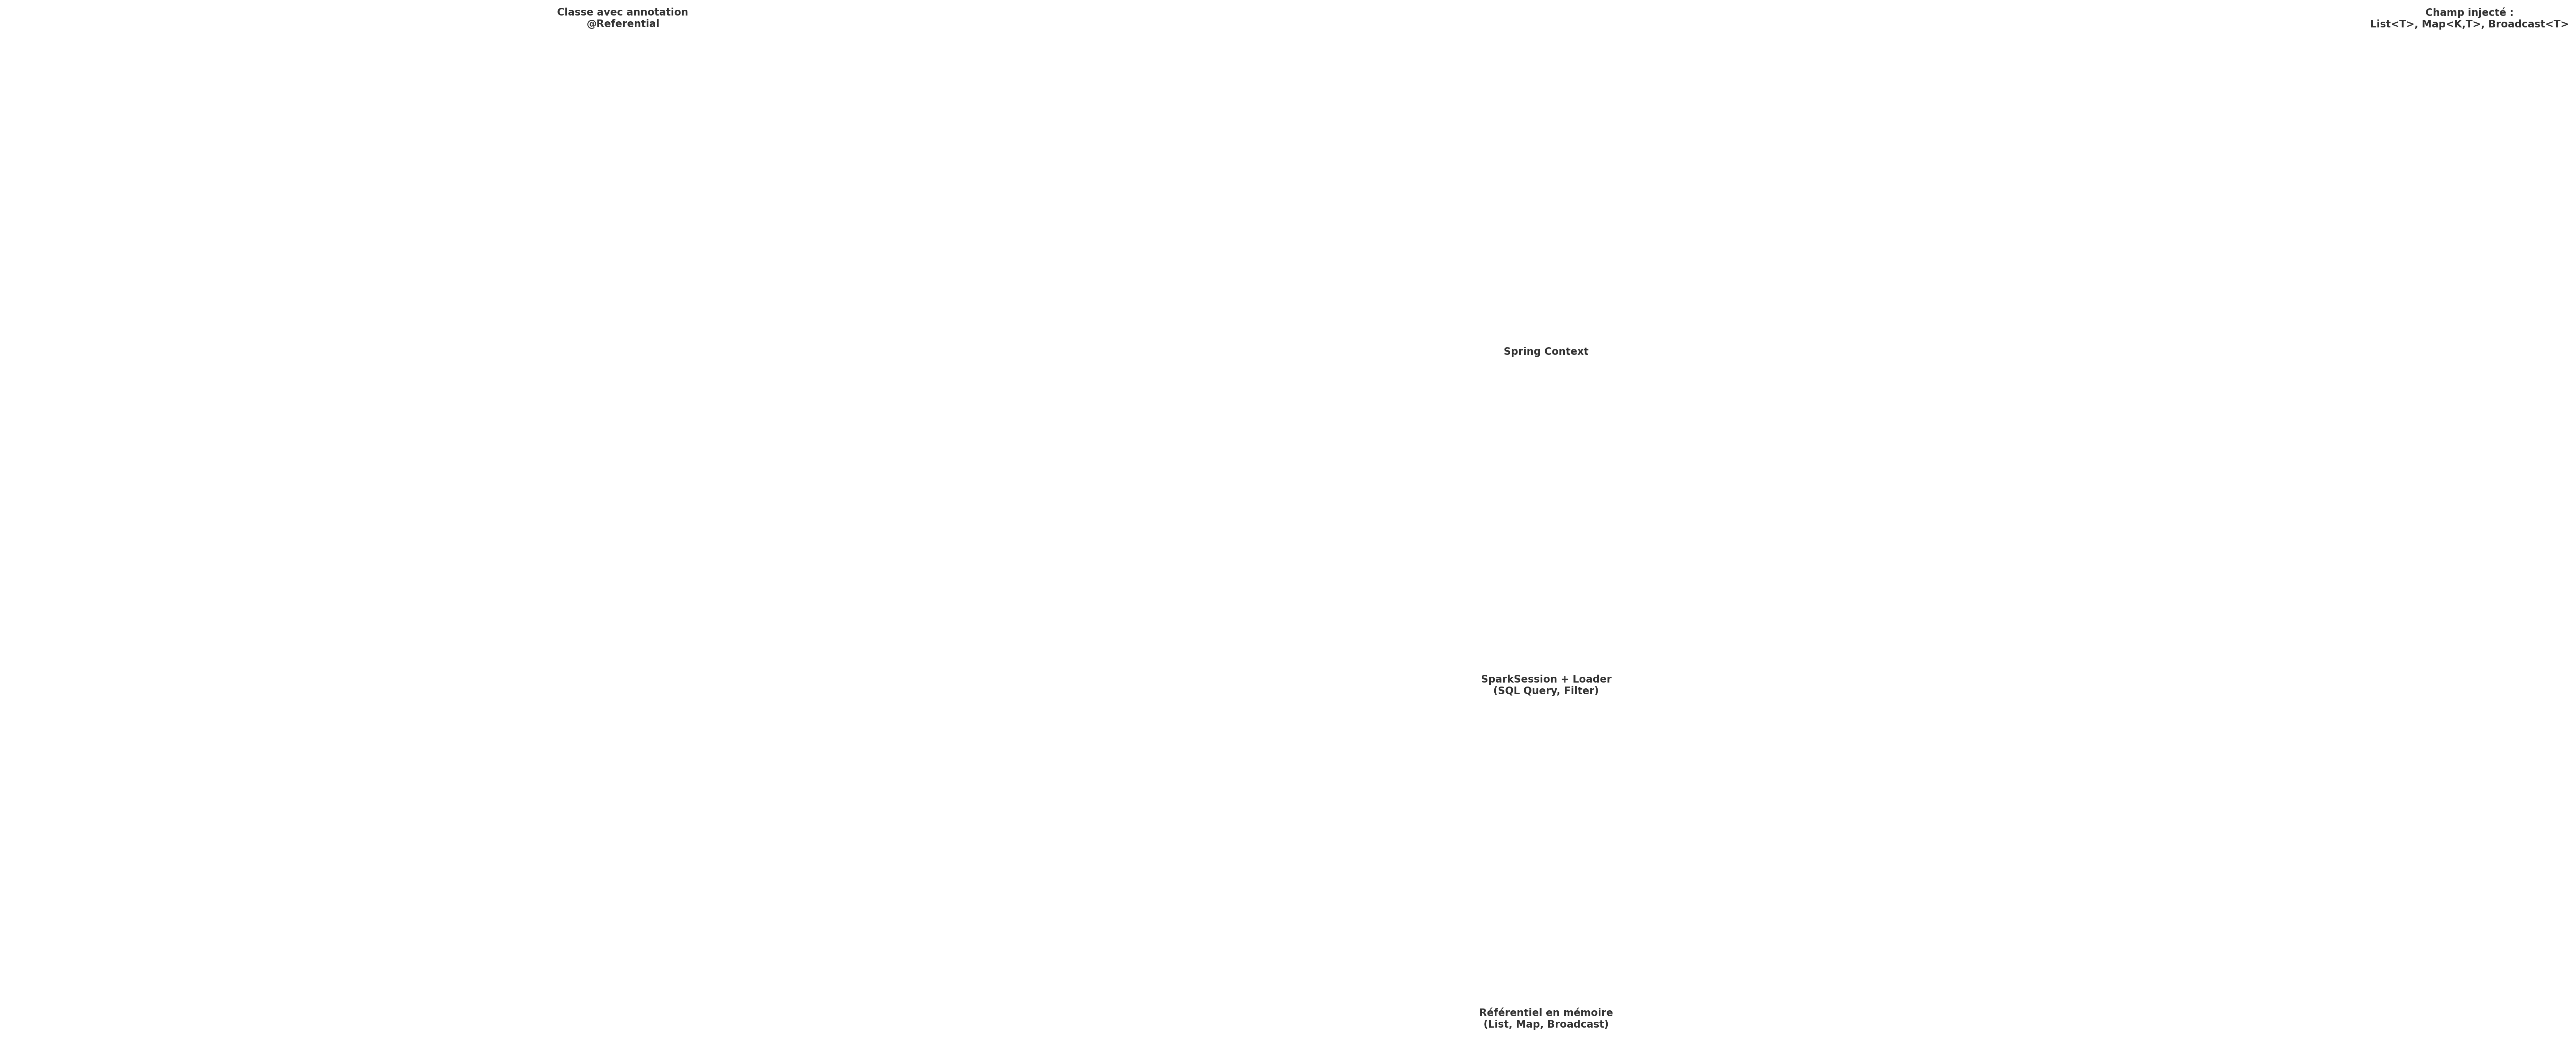 Classe avec annotation
@Referential
Champ injecté :
List<T>, Map<K,T>, Broadcast<T>
Spring Context
SparkSession + Loader
(SQL Query, Filter)
Référentiel en mémoire
(List, Map, Broadcast)